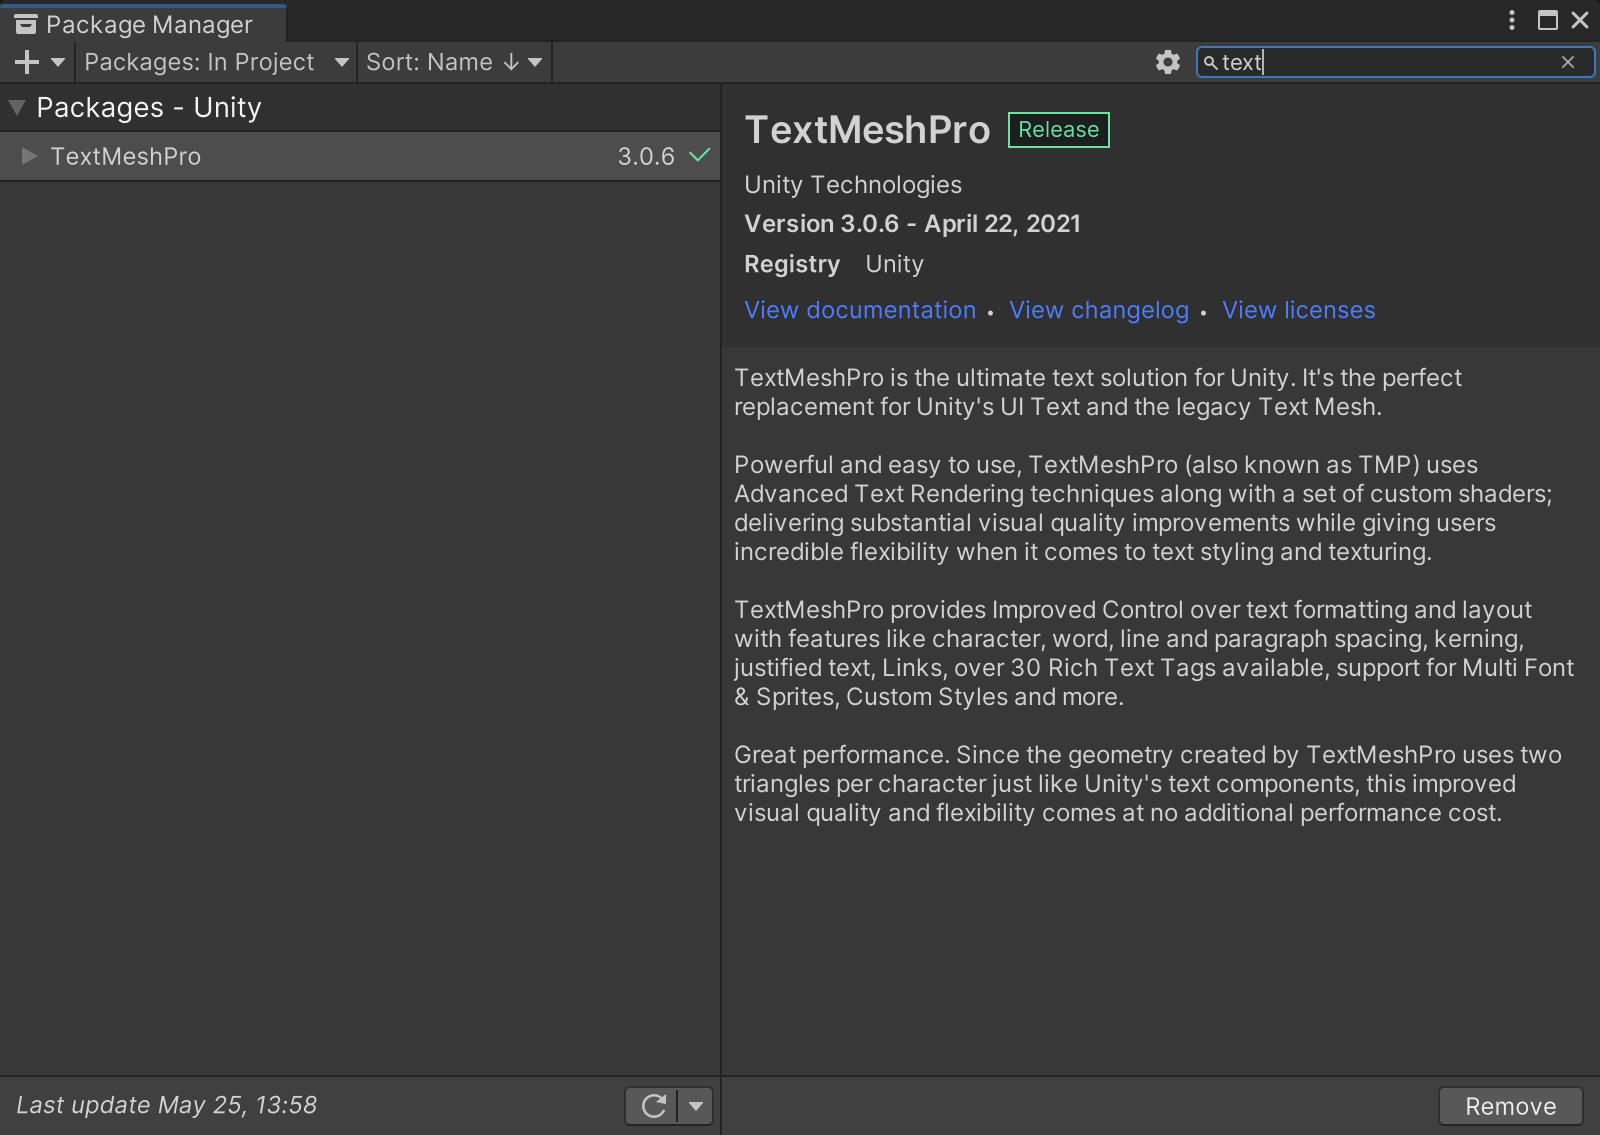 Package Manager
Packages: In Project
Sort: Name ↓
text
Packages - Unity
TextMeshPro 3.0.6
TextMeshPro Release
Unity Technologies
Version 3.0.6 - April 22, 2021
Registry Unity
View documentation • View changelog • View licenses
TextMeshPro is the ultimate text solution for Unity. It's the perfect
replacement for Unity's UI Text and the legacy Text Mesh.
Powerful and easy to use, TextMeshPro (also known as TMP) uses
Advanced Text Rendering techniques along with a set of custom shaders;
delivering substantial visual quality improvements while giving users
incredible flexibility when it comes to text styling and texturing.
TextMeshPro provides Improved Control over text formatting and layout
with features like character, word, line and paragraph spacing, kerning,
justified text, Links, over 30 Rich Text Tags available, support for Multi Font
& Sprites, Custom Styles and more.
Great performance. Since the geometry created by TextMeshPro uses two
triangles per character just like Unity's text components, this improved
visual quality and flexibility comes at no additional performance cost.
Last update May 25, 13:58
Remove